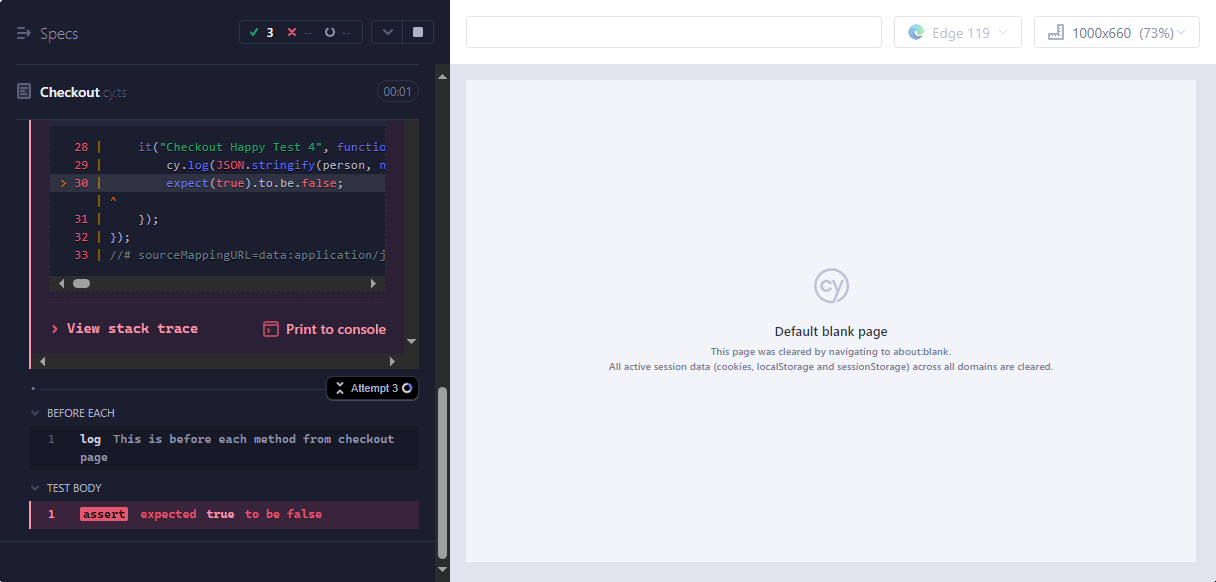 Specs
3 -- --
Edge 119
1000x660 (73%)
Checkout cy.ts
00:01
28 | it("Checkout Happy Test 4", functio
29 | cy.log(JSON.stringify(person, n
> 30 | expect(true).to.be.false;
| ^
31 | });
32 | });
33 | //# sourceMappingURL=data:application/j
View stack trace
Print to console
Attempt 3
BEFORE EACH
1 log This is before each method from checkout
page
TEST BODY
1 assert expected true to be false
cy
Default blank page
This page was cleared by navigating to about:blank.
All active session data (cookies, localStorage and sessionStorage) across all domains are cleared.